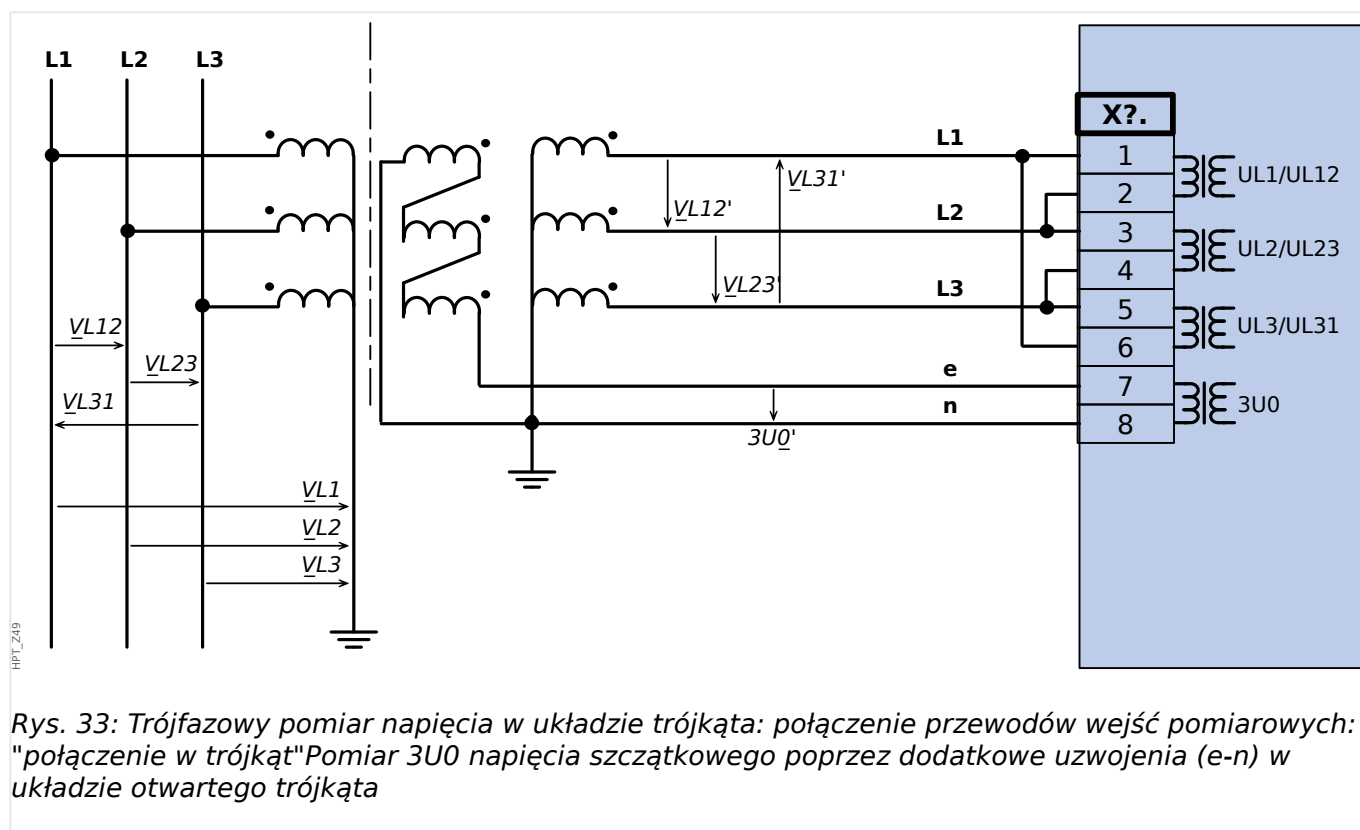 L1 L2 L3
X?.
L1
1
VL31'
UL1/UL12
2
VL12'
L2
3
UL2/UL23
4
VL23'
L3
5
VL12
UL3/UL31
6
VL23
e
7
VL31
n
3U0
8
3U0'
VL1
VL2
VL3
HPT_Z49
Rys. 33: Trójfazowy pomiar napięcia w układzie trójkąta: połączenie przewodów wejść pomiarowych:
"połączenie w trójkąt"Pomiar 3U0 napięcia szczątkowego poprzez dodatkowe uzwojenia (e-n) w
układzie otwartego trójkąta